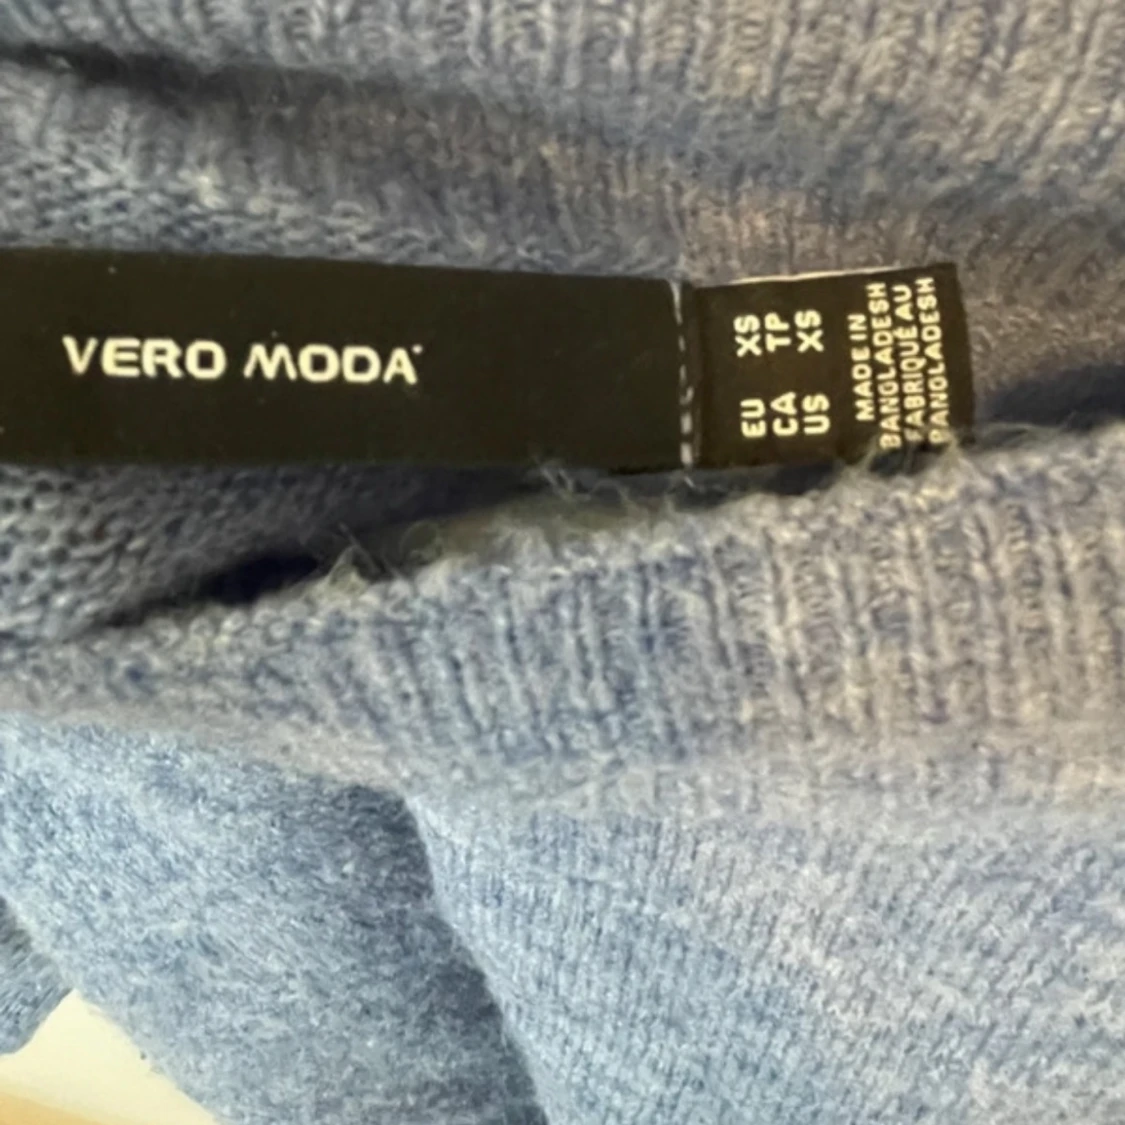 VERO MODA
EU XS
CA TP
US XS
MADE IN
BANGLADESH
FABRIQUÉ AU
BANGLADESH